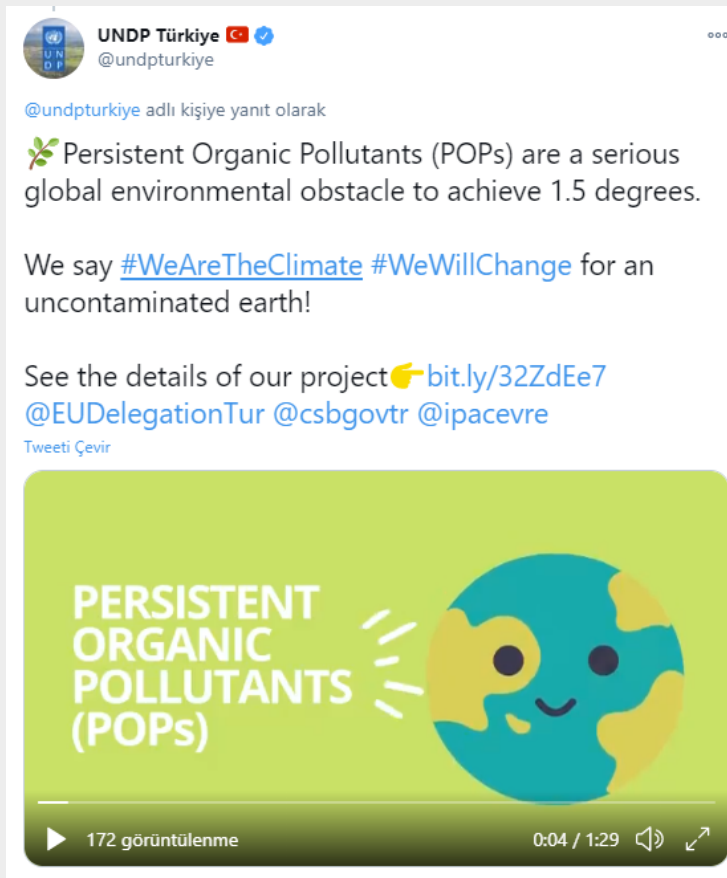 UNDP Türkiye
@undpturkiye
UN
DP
@undpturkiye adlı kişiye yanıt olarak
Persistent Organic Pollutants (POPs) are a serious
global environmental obstacle to achieve 1.5 degrees.
We say #WeAreTheClimate #WeWillChange for an
uncontaminated earth!
See the details of our project👉bit.ly/32ZdEe7
@EUDelegationTur @csbgovtr @ipacevre
Tweeti Çevir
PERSISTENT
ORGANIC
POLLUTANTS
(POPs)
172 görüntülenme
0:04 / 1:29